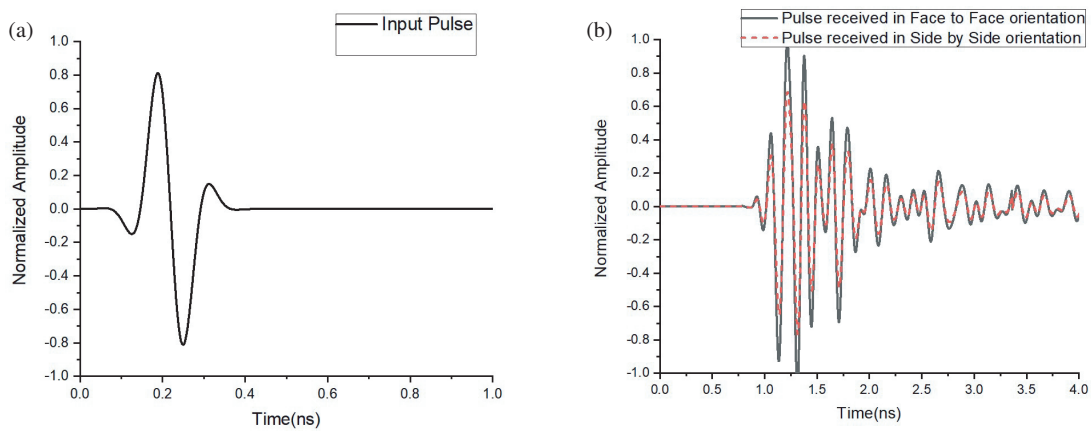 (a)
Input Pulse
1.0
0.8
0.6
0.4
0.2
0.0
-0.2
-0.4
-0.6
-0.8
-1.0
Normalized Amplitude
0.0 0.2 0.4 0.6 0.8 1.0
Time(ns)
(b)
Pulse received in Face to Face orientation
Pulse received in Side by Side orientation
1.0
0.8
0.6
0.4
0.2
0.0
-0.2
-0.4
-0.6
-0.8
-1.0
Normalized Amplitude
0.0 0.5 1.0 1.5 2.0 2.5 3.0 3.5 4.0
Time(ns)